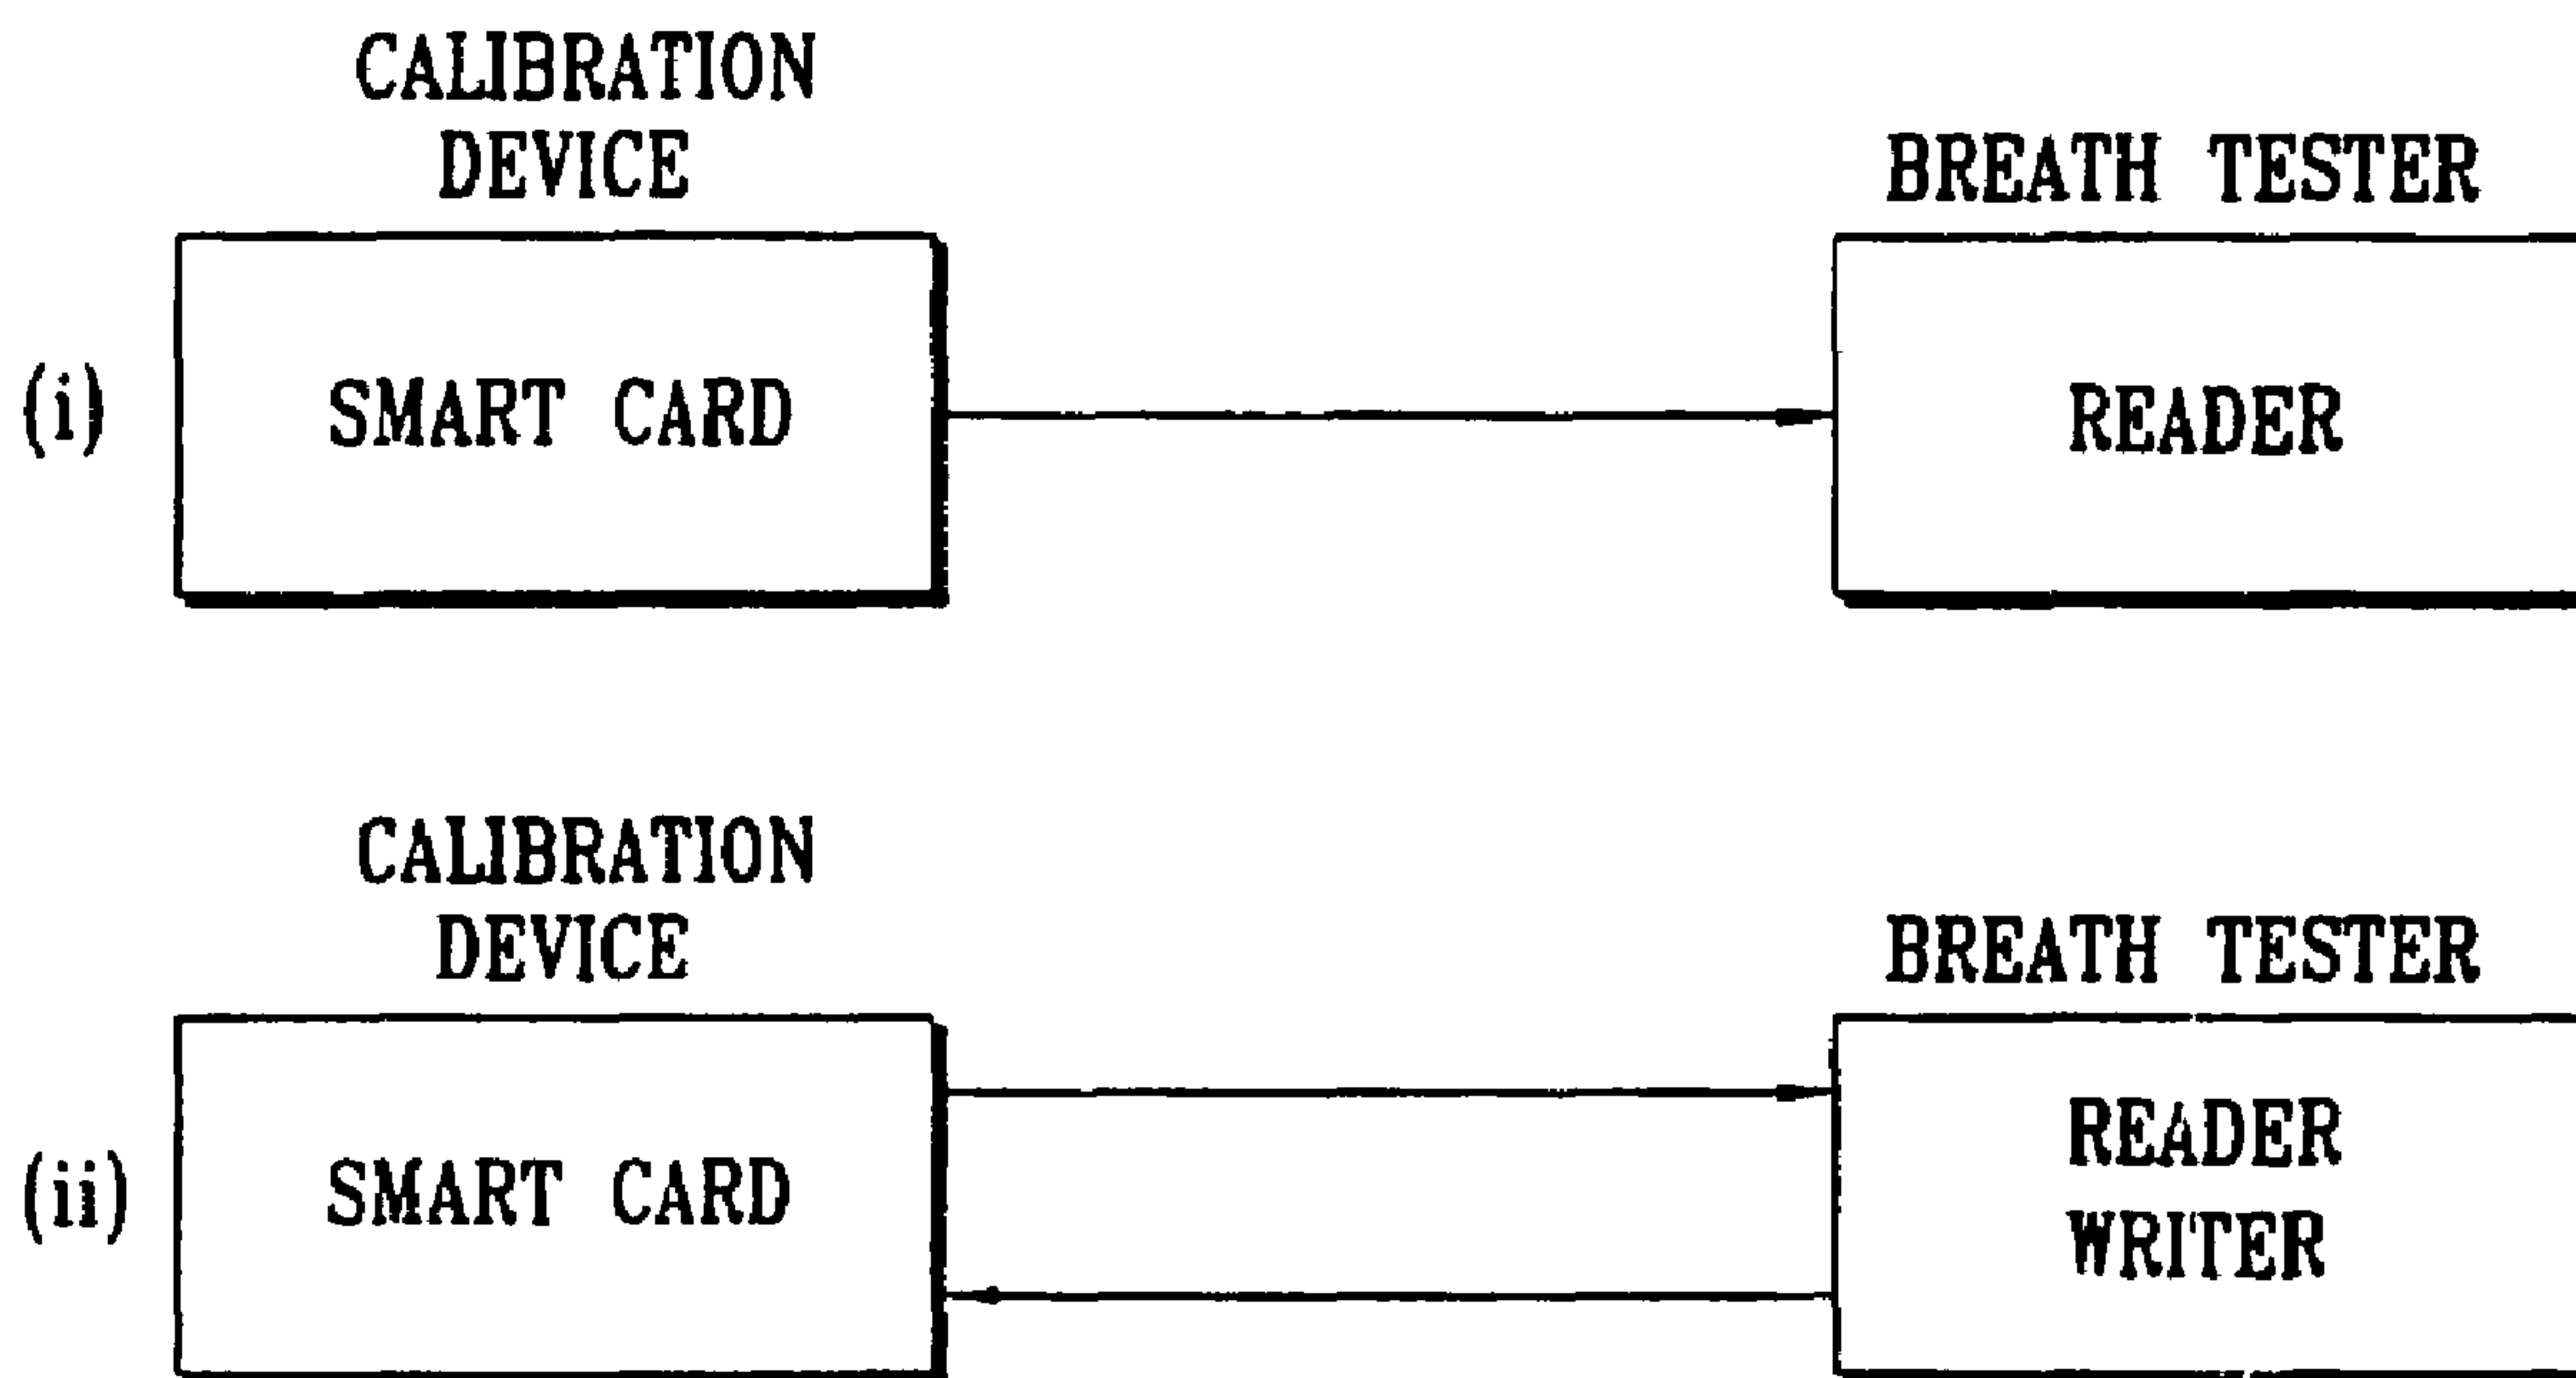 CALIBRATION
DEVICE
BREATH TESTER
(i)
SMART CARD
READER
CALIBRATION
DEVICE
BREATH TESTER
(ii)
SMART CARD
READER
WRITER